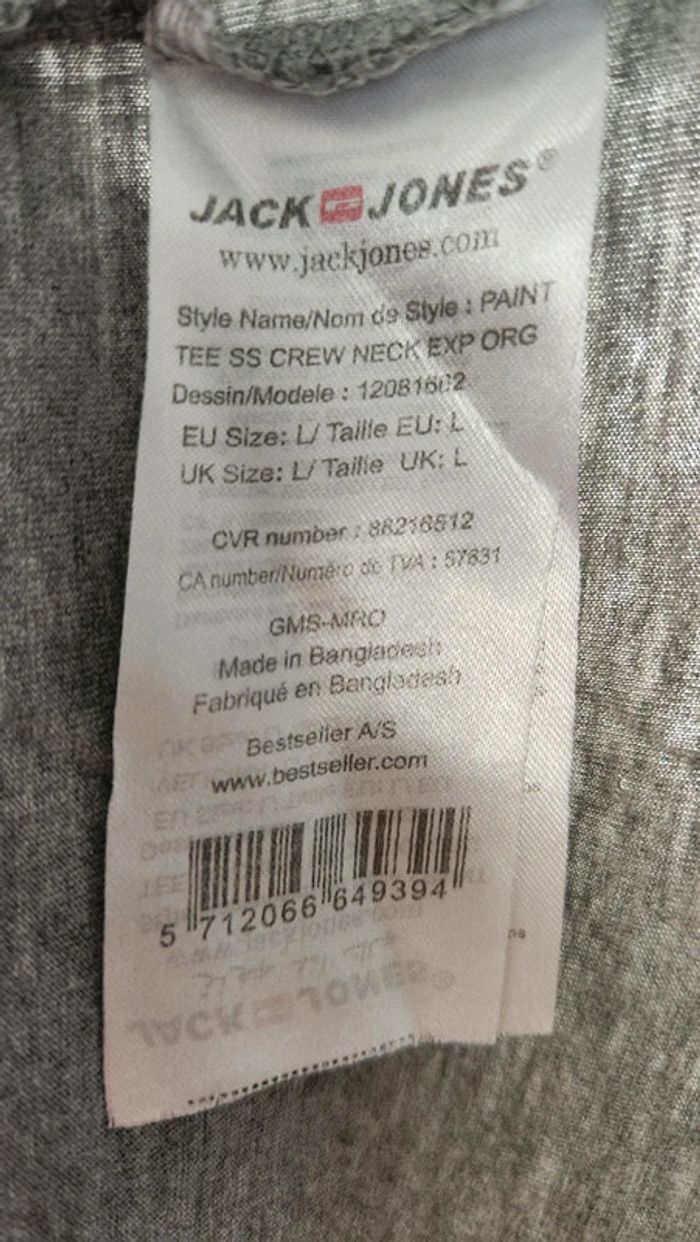 JACK JONES®
www.jackjones.com
Style Name/Nom de Style : PAINT
TEE SS CREW NECK EXP ORG
Dessin/Modele : 12081602
EU Size: L/ Taille EU: L
UK Size: L/ Taille UK: L
CVR number : 88216512
CA number/Numéro de TVA : 57831
GMS-MRO
Made in Bangladesh
Fabriqué en Bangladesh
Bestseller A/S
www.bestseller.com
5 712066 649394